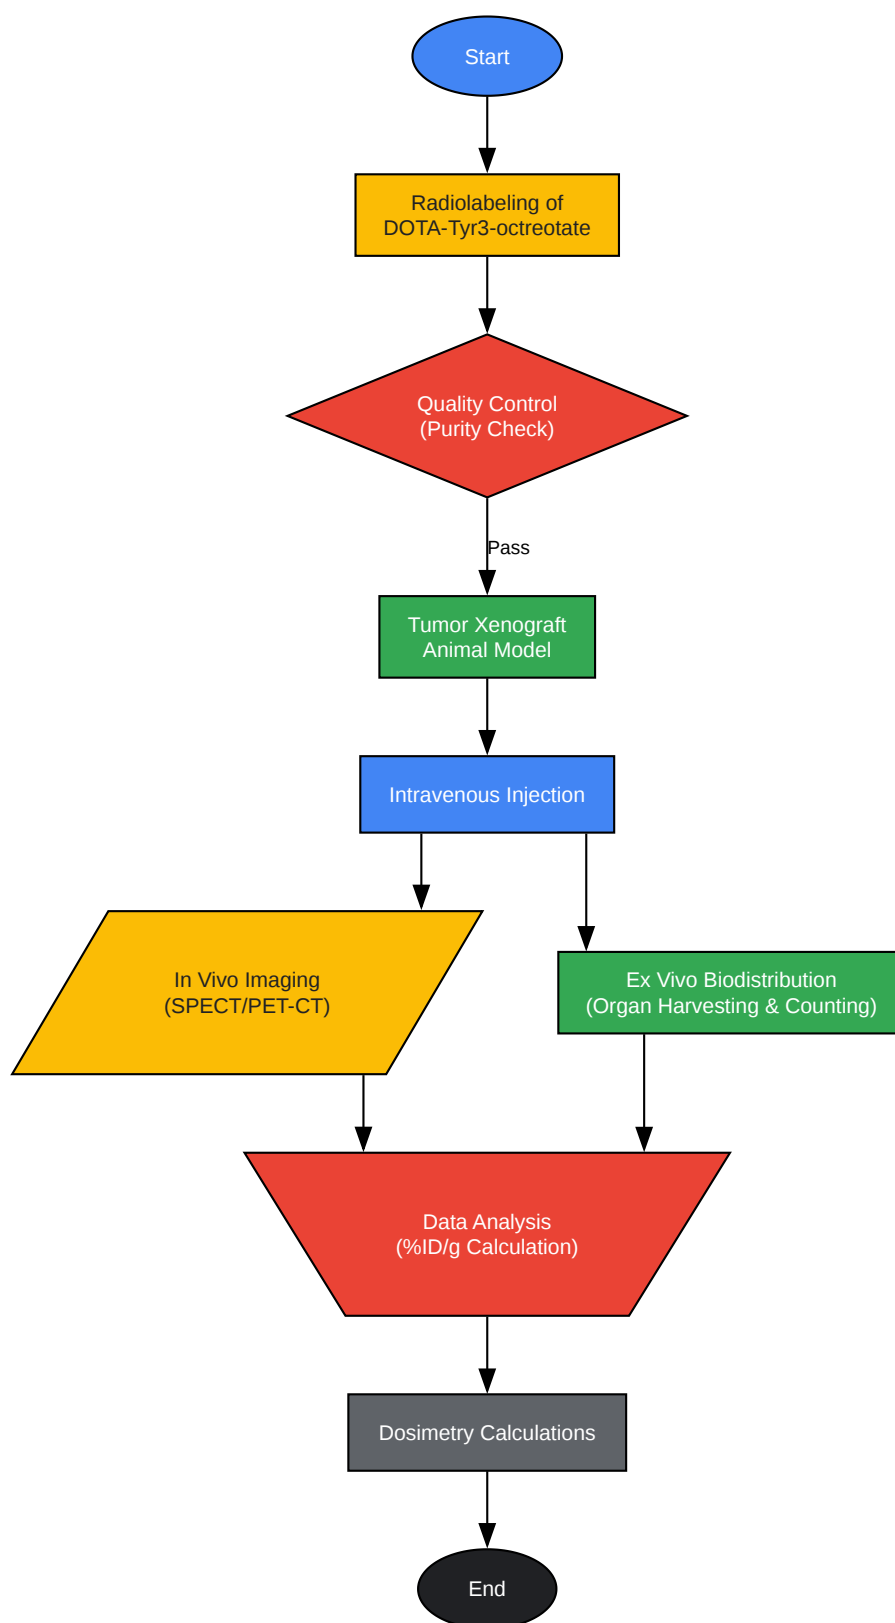 Start
Radiolabeling of
DOTA-Tyr3-octreotate
Quality Control
(Purity Check)
Pass
Tumor Xenograft
Animal Model
Intravenous Injection
In Vivo Imaging
(SPECT/PET-CT)
Ex Vivo Biodistribution
(Organ Harvesting & Counting)
Data Analysis
(%ID/g Calculation)
Dosimetry Calculations
End